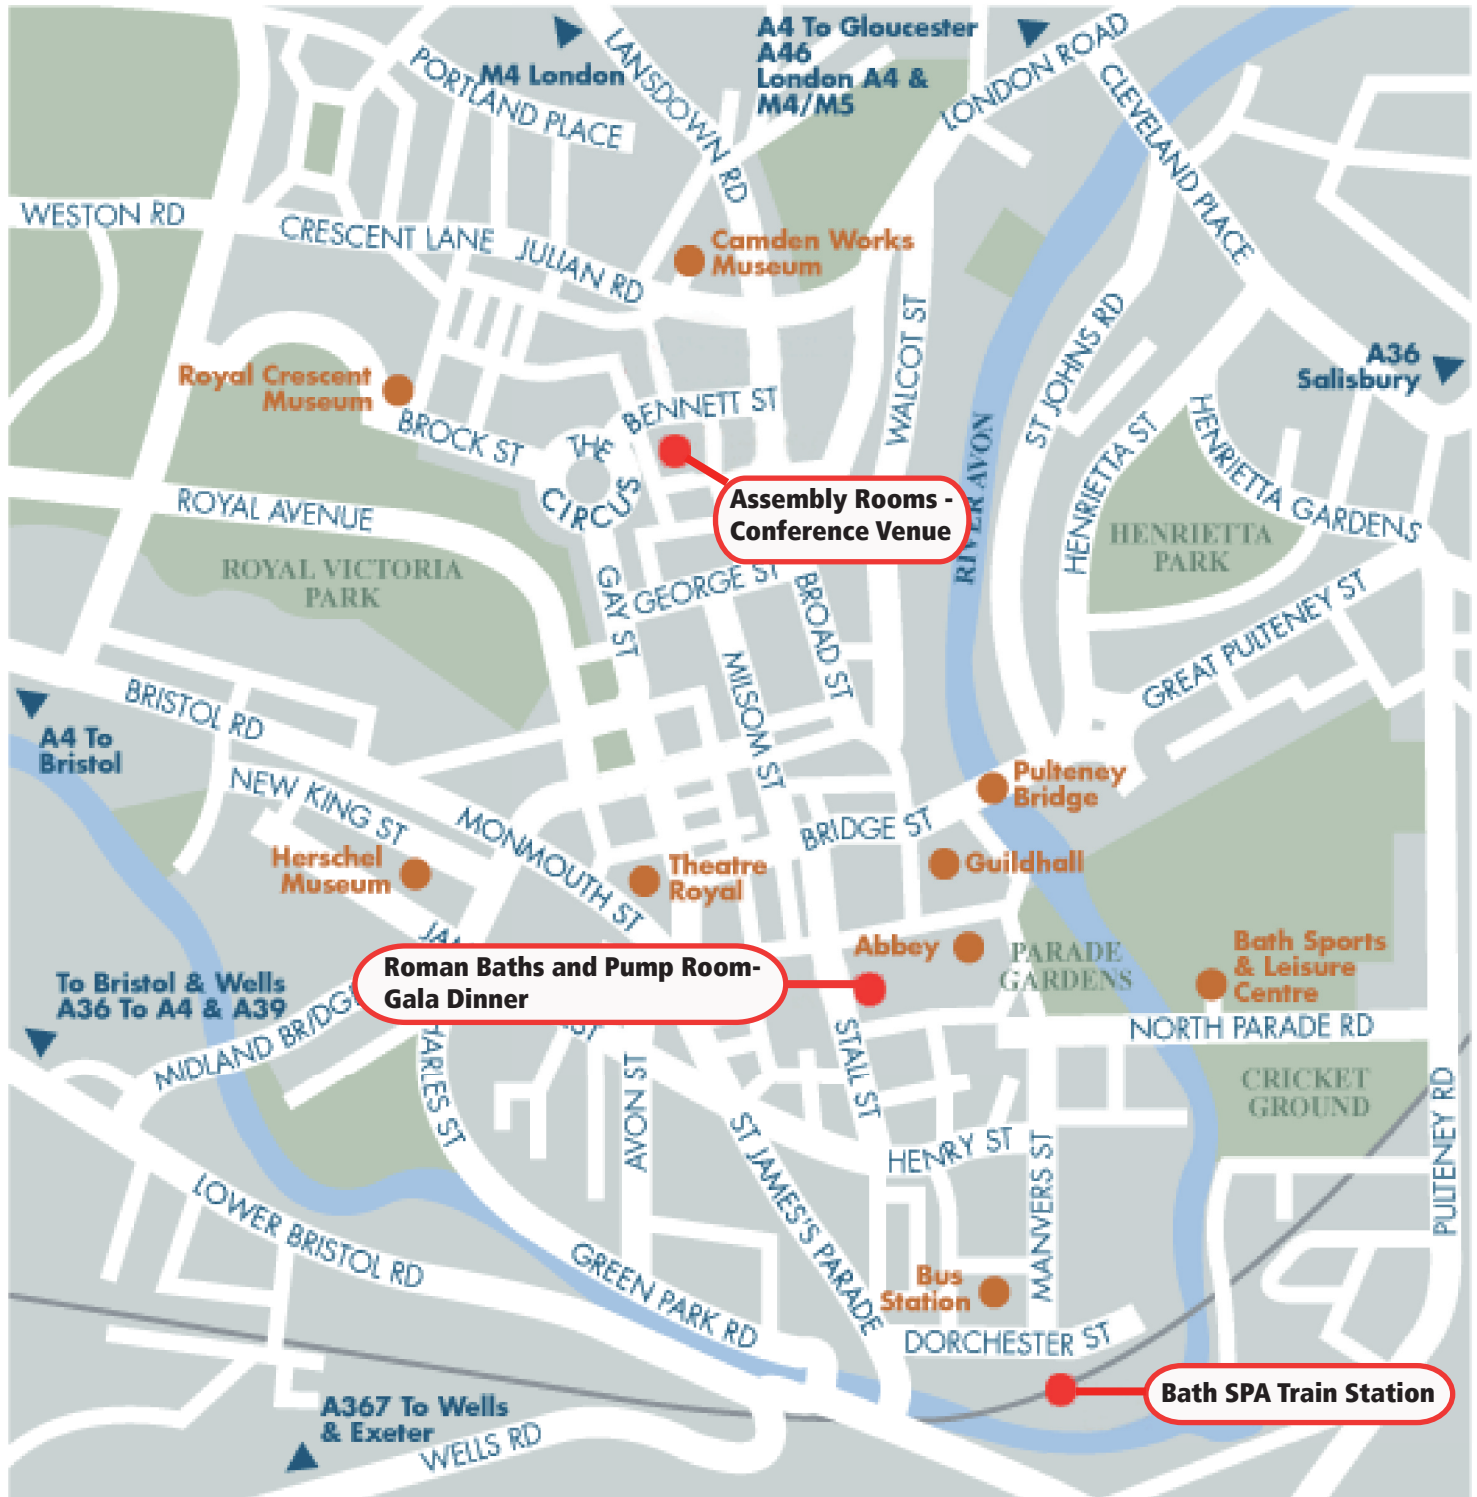 A4 To Gloucester
A46
London A4 &
M4/M5
M4 London
LANSDOWN RD
LONDON ROAD
PORTLAND PLACE
CLEVELAND PLACE
WESTON RD
CRESCENT LANE
JULIAN RD
Camden Works
Museum
WALCOT ST
ST JOHNS RD
A36
Salisbury
Royal Crescent
Museum
BROCK ST
THE
CIRCUS
BENNETT ST
HENRIETTA ST
HENRIETTA GARDENS
RIVER AVON
Assembly Rooms -
Conference Venue
ROYAL AVENUE
ROYAL VICTORIA
PARK
HENRIETTA
PARK
GAY ST
GEORGE ST
BROAD ST
MILSOM ST
GREAT PULTENEY ST
BRISTOL RD
A4 To
Bristol
NEW KING ST
MONMOUTH ST
Pulteney
Bridge
BRIDGE ST
Herschel
Museum
Theatre
Royal
Guildhall
Abbey
PARADE
GARDENS
Bath Sports
& Leisure
Centre
Roman Baths and Pump Room-
Gala Dinner
To Bristol & Wells
A36 To A4 & A39
MIDLAND BRIDGE
NORTH PARADE RD
STALL ST
AVON ST
CRICKET
GROUND
PULTENEY RD
ST JAMES'S PARADE
HENRY ST
MANVERS ST
LOWER BRISTOL RD
GREEN PARK RD
Bus
Station
DORCHESTER ST
Bath SPA Train Station
A367 To Wells
& Exeter
WELLS RD